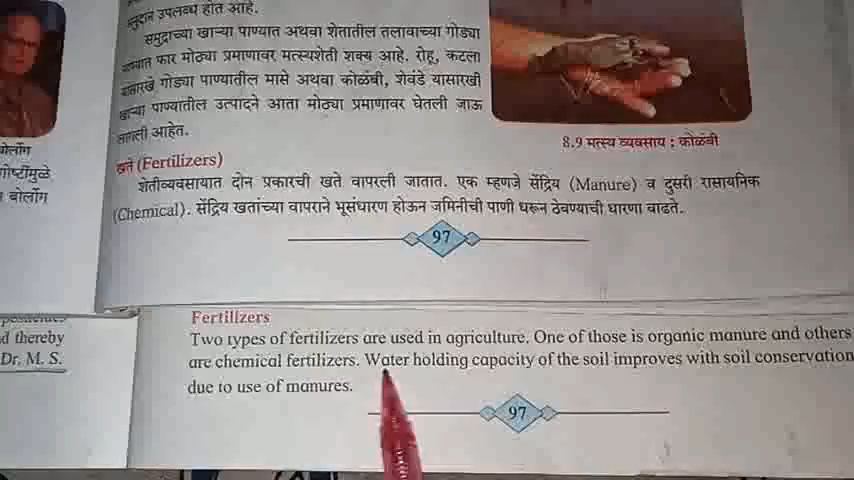 अनुदान उपलब्ध होत आहे.
समुद्राच्या खाऱ्या पाण्यात अथवा शेतातील तलावाच्या गोड्या
पाण्यात फार मोठ्या प्रमाणावर मत्स्यशेती शक्य आहे. रोहू, कटला
यासारखे गोड्या पाण्यातील मासे अथवा कोळंबी, शेवंडे यासारखी
खाऱ्या पाण्यातील उत्पादने आता मोठ्या प्रमाणावर घेतली जाऊ
लागली आहेत.
8.9 मत्स्य व्यवसाय : कोळंबी
बोर्लोग
गोष्टींमुळे
बोर्लोग
खते (Fertilizers)
शेतीव्यवसायात दोन प्रकारची खते वापरली जातात. एक म्हणजे सेंद्रिय (Manure) व दुसरी रासायनिक
(Chemical). सेंद्रिय खतांच्या वापराने भूसंधारण होऊन जमिनीची पाणी धरून ठेवण्याची धारणा वाढते.
97
d thereby
Dr. M. S.
Fertilizers
Two types of fertilizers are used in agriculture. One of those is organic manure and others
are chemical fertilizers. Water holding capacity of the soil improves with soil conservation
due to use of manures.
97